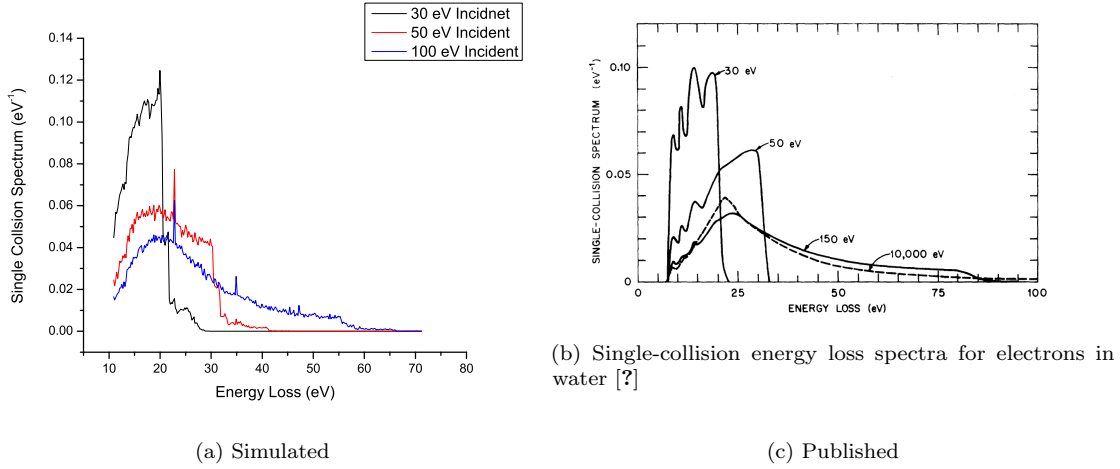 30 eV Incidnet
50 eV Incident
100 eV Incident
0.14
0.12
0.10
0.08
0.06
0.04
0.02
0.00
Single Collision Spectrum (eV⁻¹)
10 20 30 40 50 60 70 80
Energy Loss (eV)
(a) Simulated
0.10
0.05
0
SINGLE-COLLISION SPECTRUM (eV⁻¹)
30 eV
50 eV
150 eV
10,000 eV
0 25 50 75 100
ENERGY LOSS (eV)
(b) Single-collision energy loss spectra for electrons in
water [?]
(c) Published